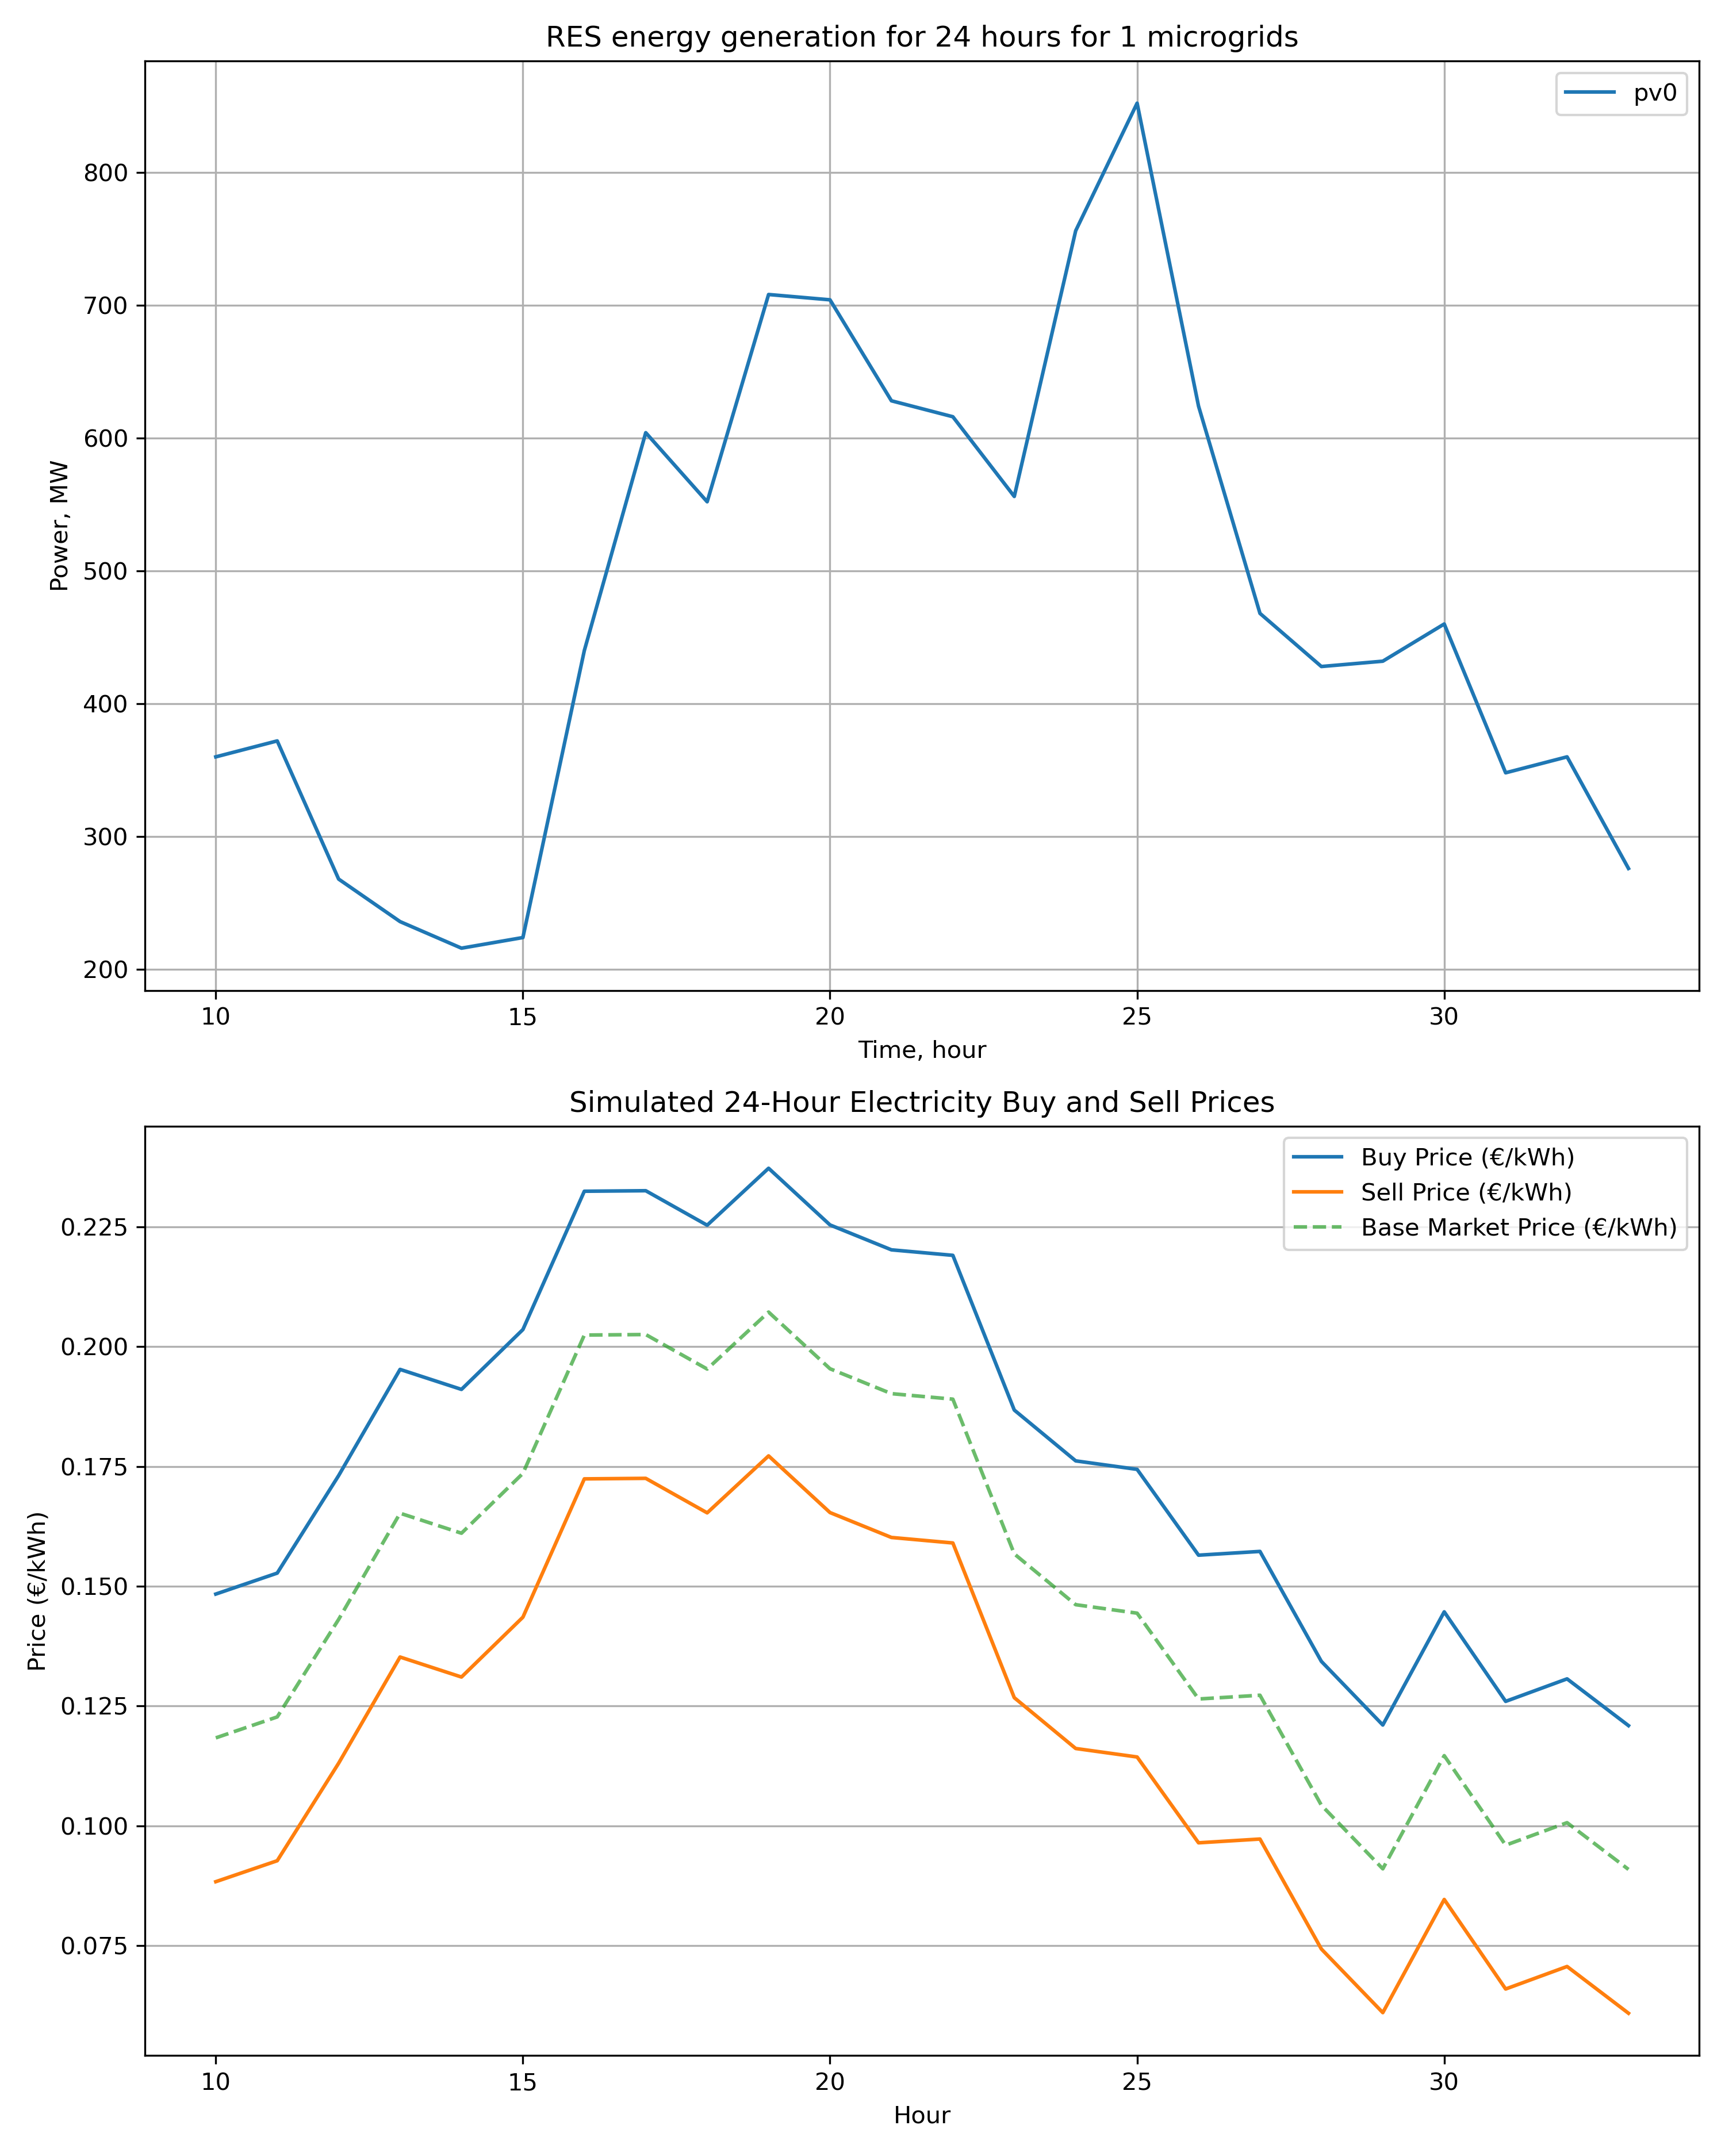 RES energy generation for 24 hours for 1 microgrids
pv0
800
700
600
500
400
300
200
Power, MW
10 15 20 25 30
Time, hour
Simulated 24-Hour Electricity Buy and Sell Prices
Buy Price (€/kWh)
Sell Price (€/kWh)
Base Market Price (€/kWh)
0.225
0.200
0.175
0.150
0.125
0.100
0.075
Price (€/kWh)
10 15 20 25 30
Hour